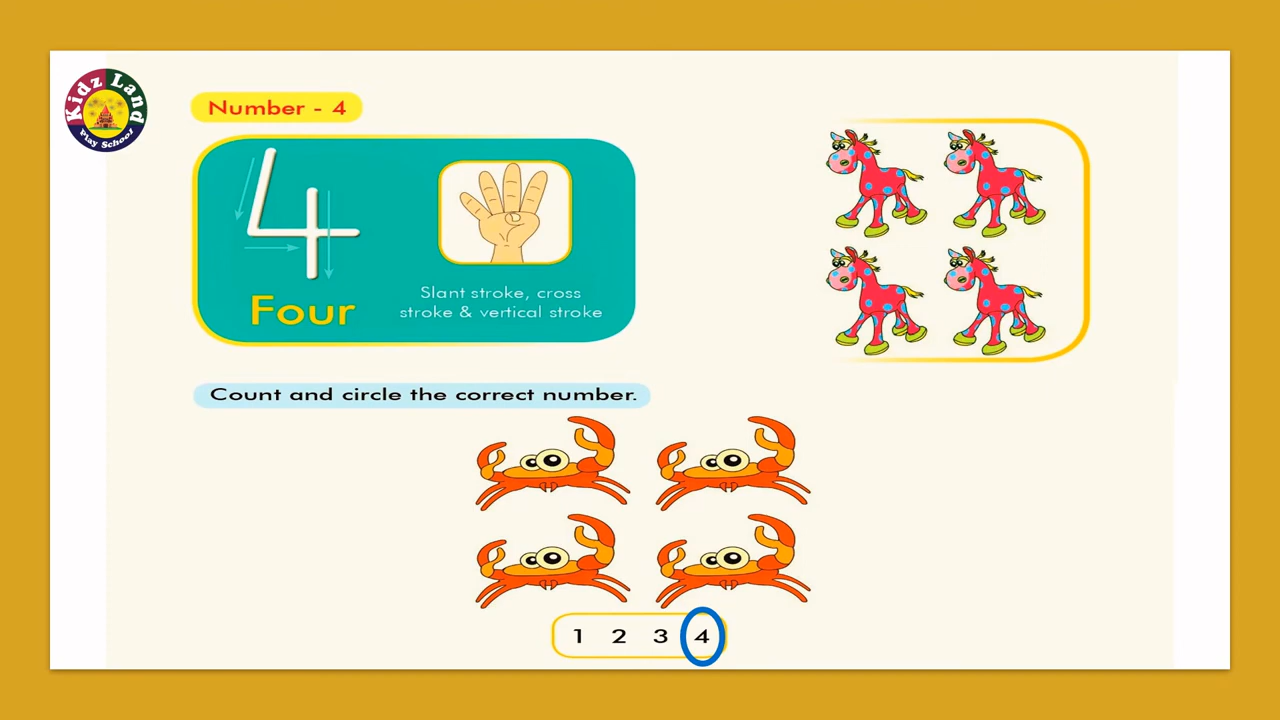 Kidz Land
Play School
Number - 4
4
Four
Slant stroke, cross
stroke & vertical stroke
Count and circle the correct number.
1 2 3 4